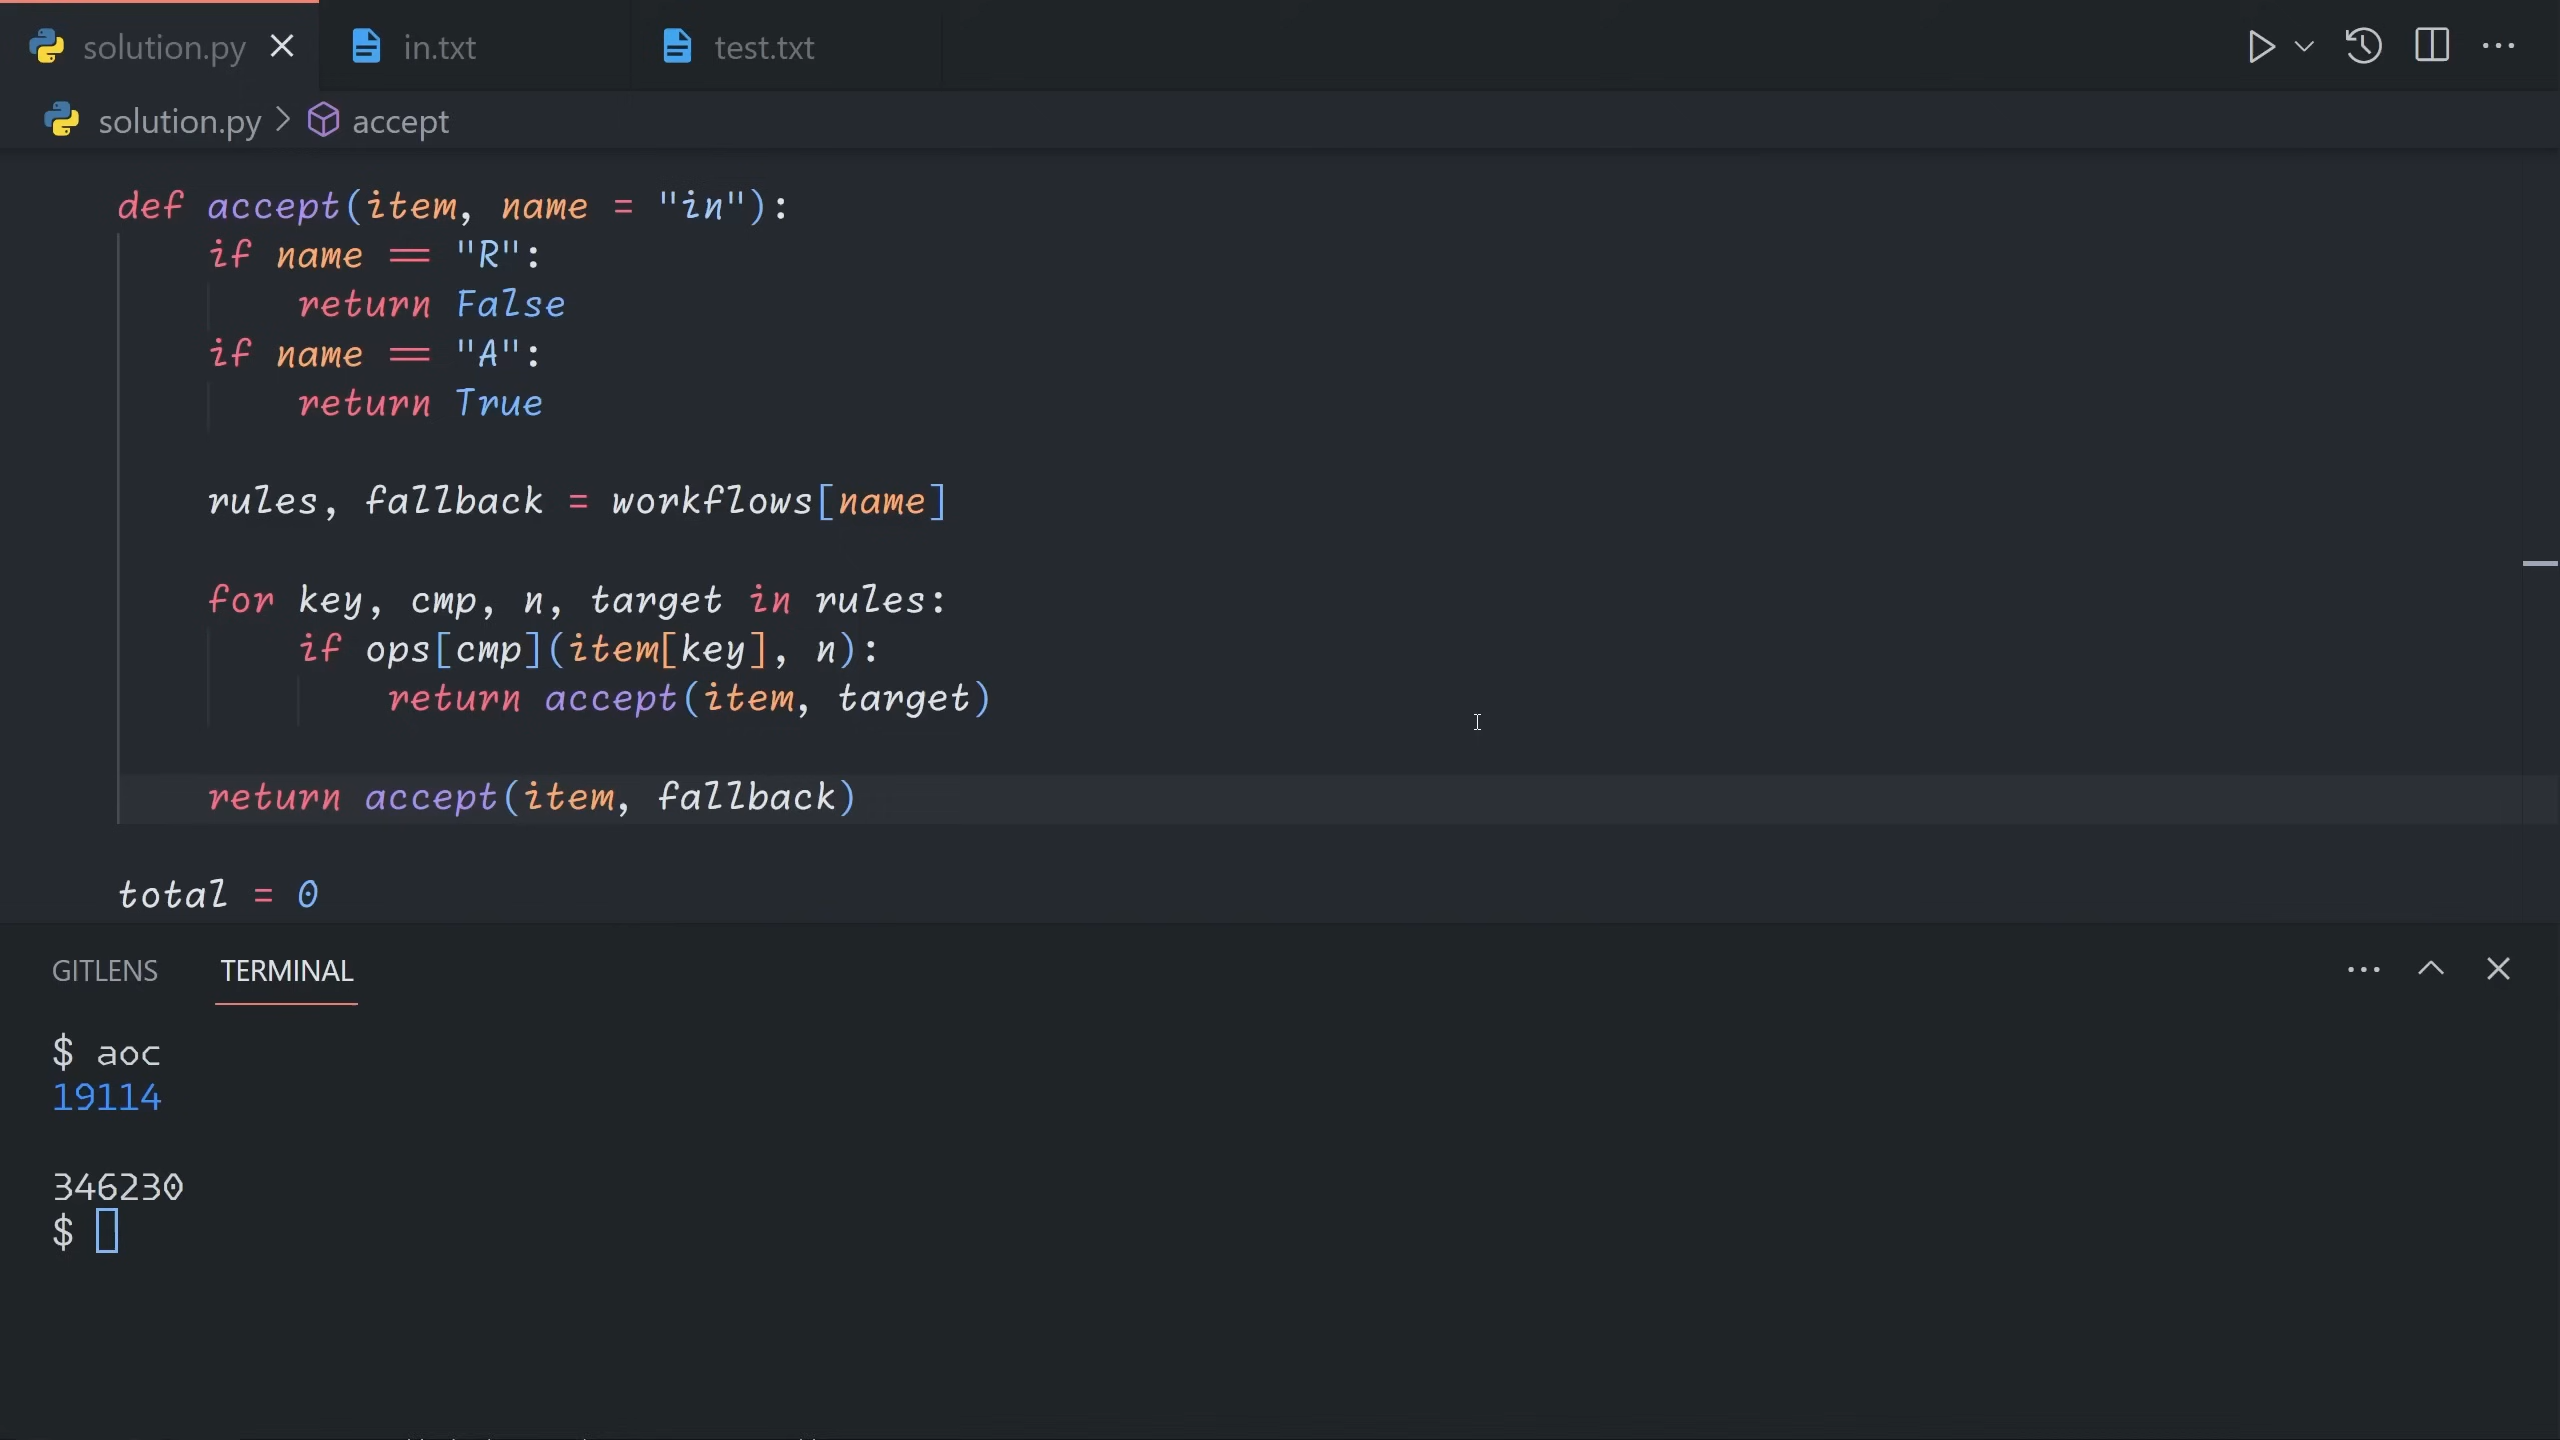 solution.py in.txt test.txt
solution.py > accept
def accept(item, name = "in"):
if name == "R":
return False
if name == "A":
return True
rules, fallback = workflows[name]
for key, cmp, n, target in rules:
if ops[cmp](item[key], n):
return accept(item, target)
return accept(item, fallback)
total = 0
GITLENS TERMINAL
$ aoc
19114
346230
$